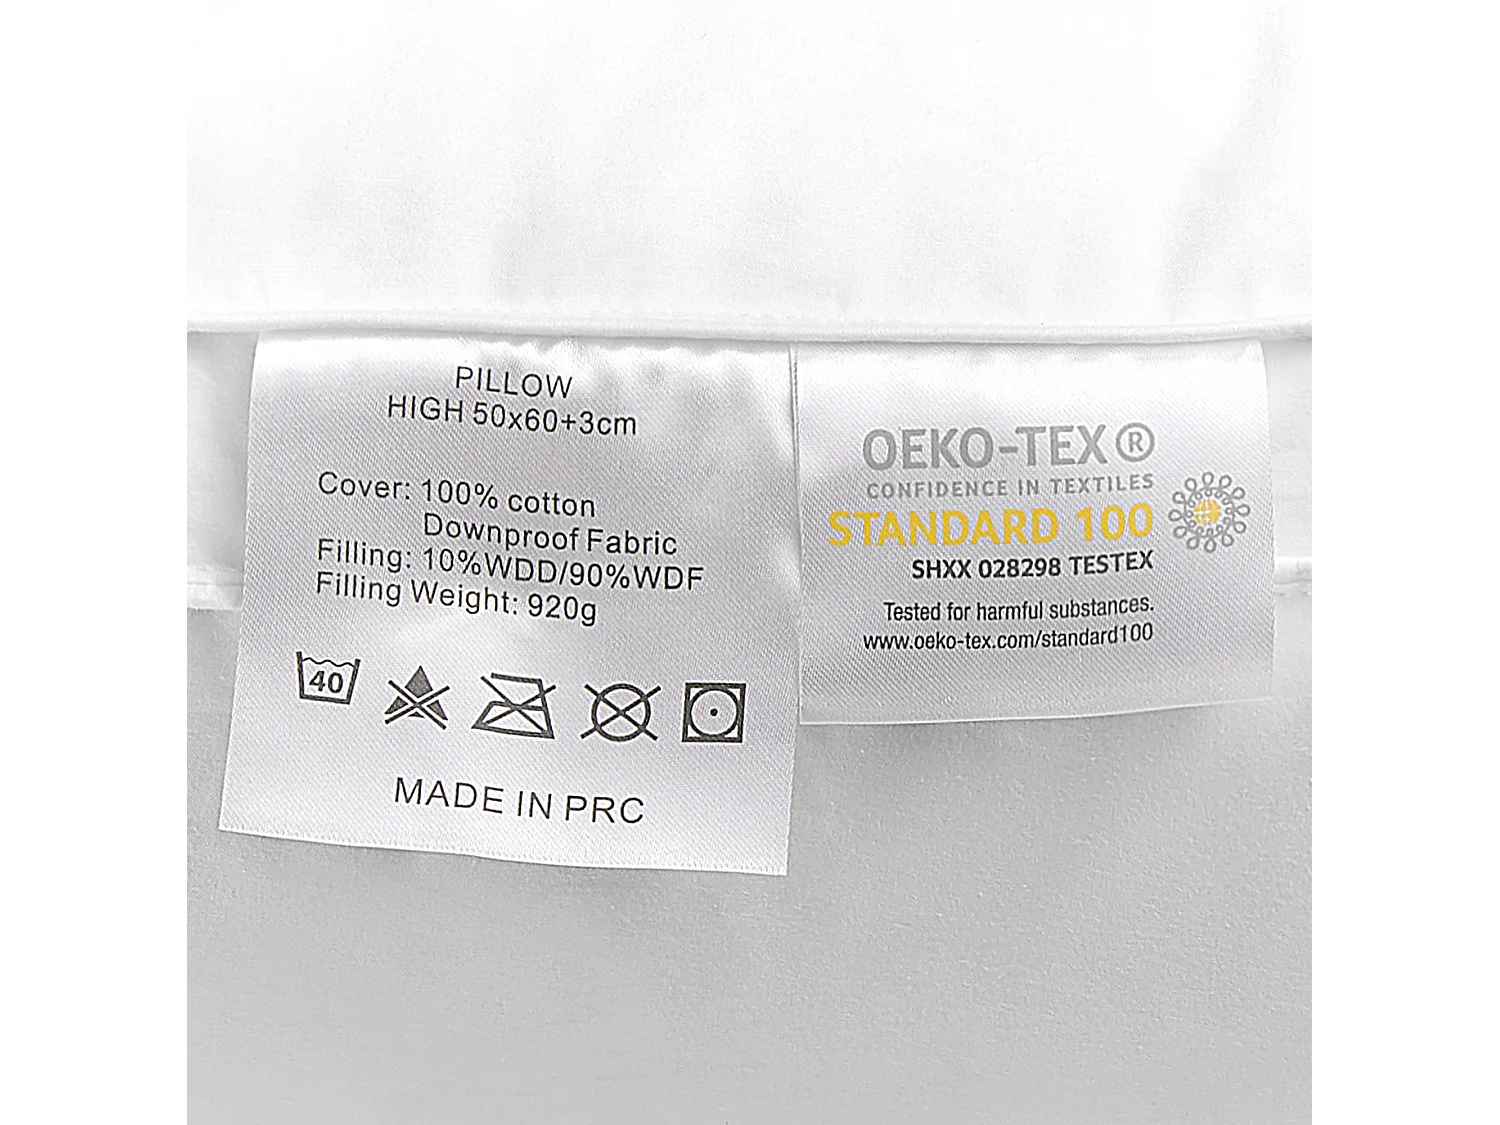 PILLOW
HIGH 50x60+3cm
Cover: 100% cotton
Downproof Fabric
Filling: 10%WDD/90%WDF
Filling Weight: 920g
40
MADE IN PRC
OEKO-TEX®
CONFIDENCE IN TEXTILES
STANDARD 100
SHXX 028298 TESTEX
Tested for harmful substances.
www.oeko-tex.com/standard100